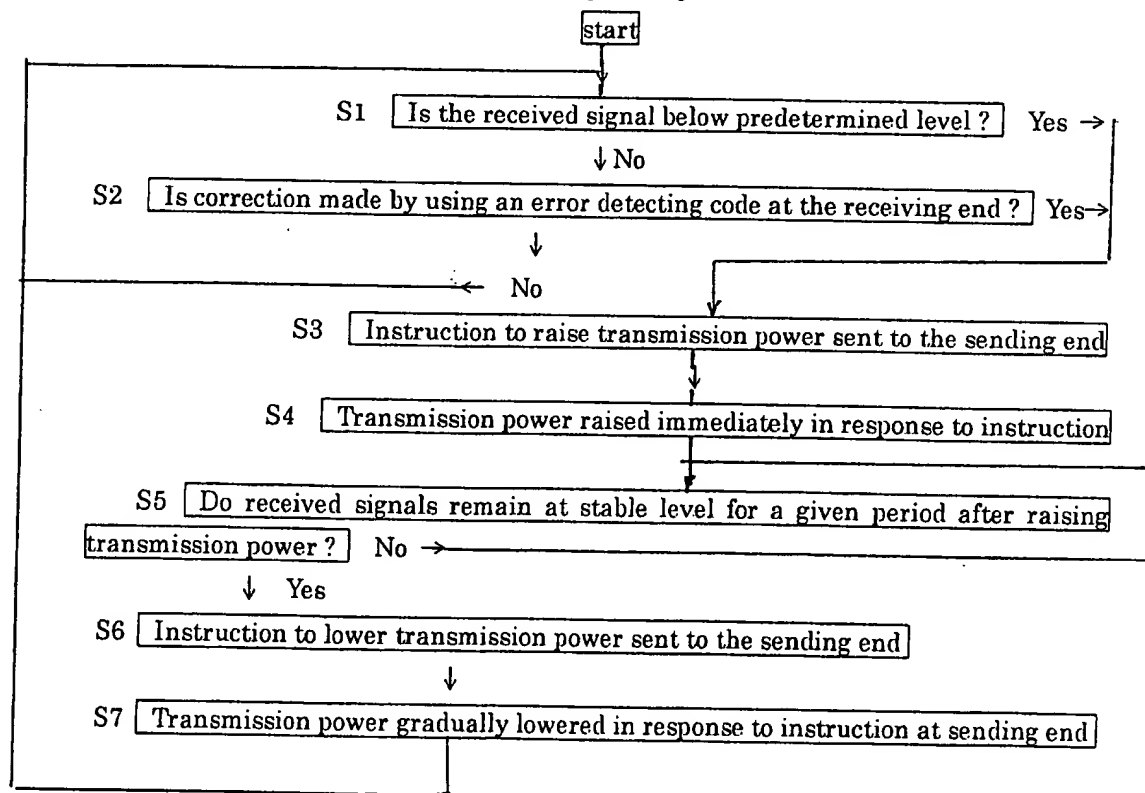 start
S1 Is the received signal below predetermined level ? Yes →
↓ No
S2 Is correction made by using an error detecting code at the receiving end ? Yes→
↓
← No
S3 Instruction to raise transmission power sent to the sending end
S4 Transmission power raised immediately in response to instruction
S5 Do received signals remain at stable level for a given period after raising
transmission power ? No →
↓ Yes
S6 Instruction to lower transmission power sent to the sending end
↓
S7 Transmission power gradually lowered in response to instruction at sending end